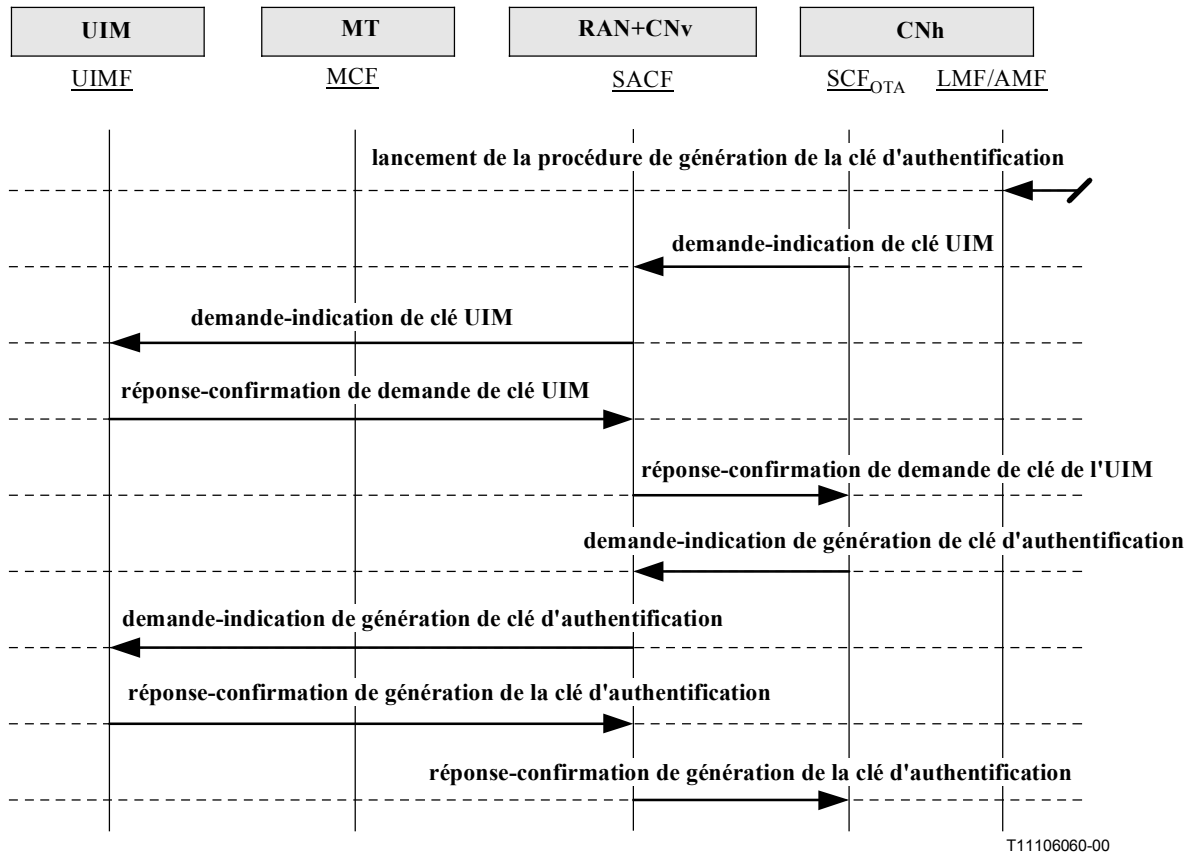 UIM MT RAN+CNv CNh
UIMF MCF SACF SCF_OTA LMF/AMF
lancement de la procédure de génération de la clé d'authentification
demande-indication de clé UIM
demande-indication de clé UIM
réponse-confirmation de demande de clé UIM
réponse-confirmation de demande de clé de l'UIM
demande-indication de génération de clé d'authentification
demande-indication de génération de clé d'authentification
réponse-confirmation de génération de la clé d'authentification
réponse-confirmation de génération de la clé d'authentification
T11106060-00